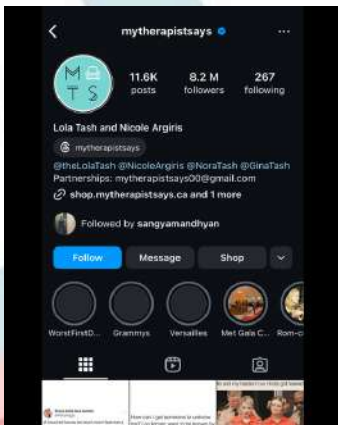 mytherapistsays
M
T S
11.6K 8.2 M 267
posts followers following
Lola Tash and Nicole Argiris
mytherapistsays
@theLolaTash @NicoleArgiris @NoraTash @GinaTash
Partnerships: mytherapistsays00@gmail.com
shop.mytherapistsays.ca and 1 more
Followed by sangyamandhyan
Follow Message Shop
WorstFirstD... Grammys Versailles Met Gala C... Rom-c